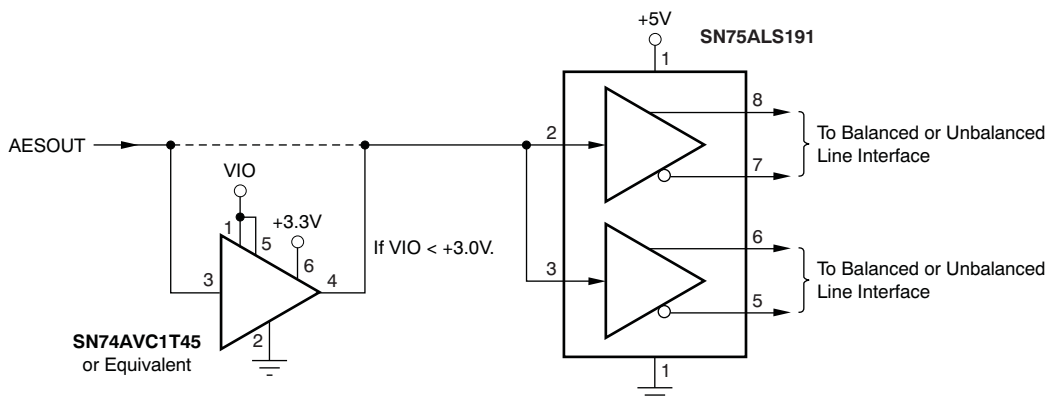 +5V
SN75ALS191
1
8
AESOUT
2
To Balanced or Unbalanced
Line Interface
7
VIO
+3.3V
1
5
6
If VIO < +3.0V.
6
3
4
3
To Balanced or Unbalanced
Line Interface
5
SN74AVC1T45
or Equivalent
2
1